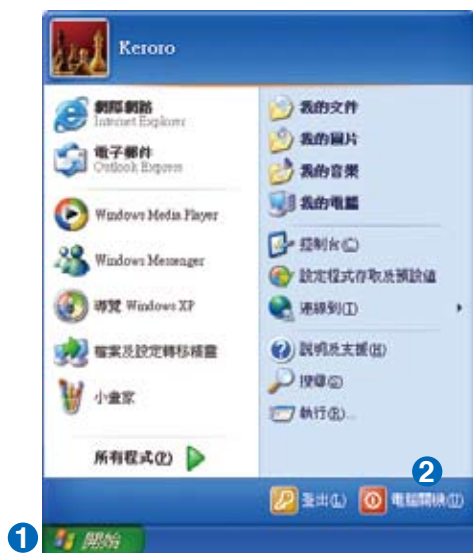 Keroro
網際網路
Internet Explorer
電子郵件
Outlook Express
Windows Media Player
Windows Messenger
導覽 Windows XP
檔案及設定轉移精靈
小畫家
所有程式(P)
我的文件
我的圖片
我的音樂
我的電腦
控制台(C)
設定程式存取及預設值
連線到(T)
說明及支援(H)
搜尋(S)
執行(R)...
2
登出(L)
電腦關機(U)
1
開始